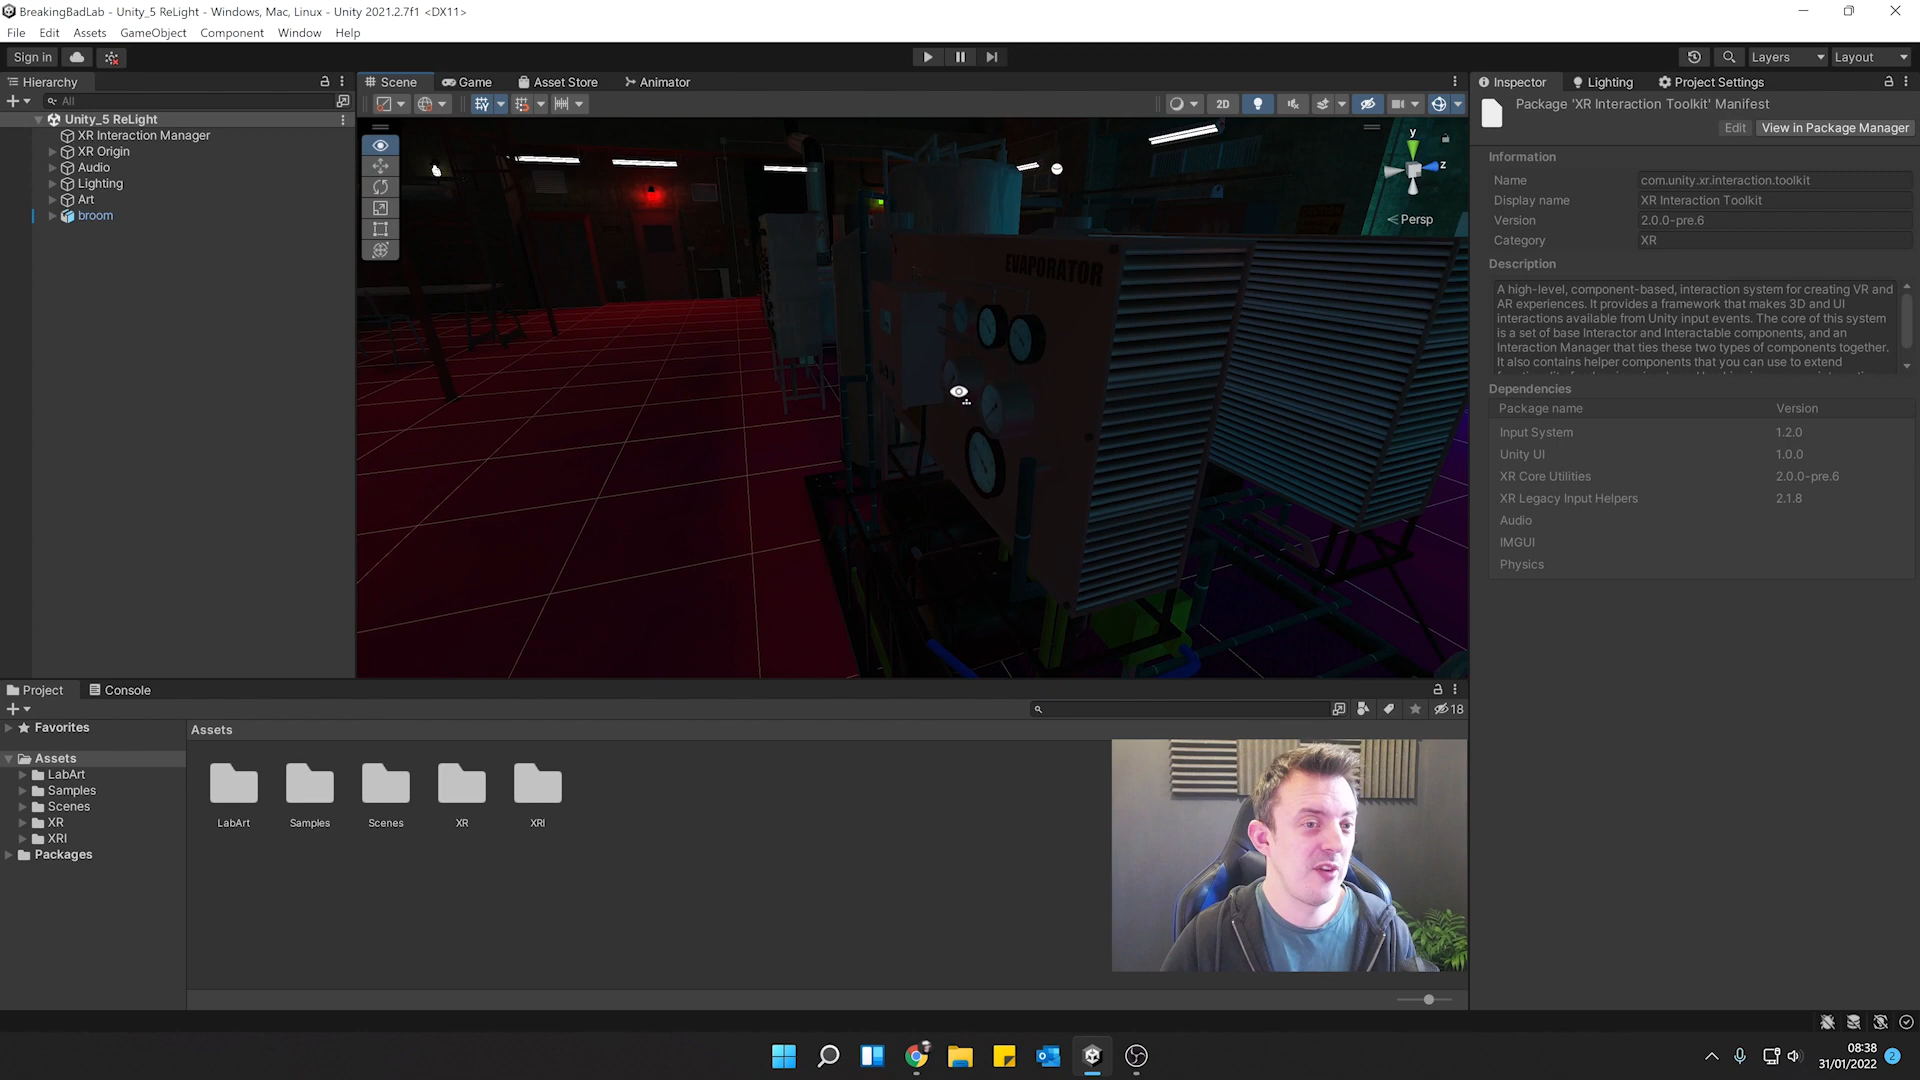 BreakingBadLab - Unity_5 ReLight - Windows, Mac, Linux - Unity 2021.2.7f1 <DX11>
File Edit Assets GameObject Component Window Help
Sign in
Layers
Layout
Hierarchy
All
Unity_5 ReLight
XR Interaction Manager
XR Origin
Audio
Lighting
Art
broom
Scene Game Asset Store Animator
2D
EVAPORATOR
y
z
Persp
Inspector Lighting Project Settings
Package 'XR Interaction Toolkit' Manifest
Edit View in Package Manager
Information
Name com.unity.xr.interaction.toolkit
Display name XR Interaction Toolkit
Version 2.0.0-pre.6
Category XR
Description
A high-level, component-based, interaction system for creating VR and
AR experiences. It provides a framework that makes 3D and UI
interactions available from Unity input events. The core of this system
is a set of base Interactor and Interactable components, and an
Interaction Manager that ties these two types of components together.
It also contains helper components that you can use to extend
Dependencies
Package name Version
Input System 1.2.0
Unity UI 1.0.0
XR Core Utilities 2.0.0-pre.6
XR Legacy Input Helpers 2.1.8
Audio
IMGUI
Physics
Project Console
18
Favorites
Assets
LabArt
Samples
Scenes
XR
XRI
Packages
Assets
LabArt Samples Scenes XR XRI
08:38
31/01/2022
2